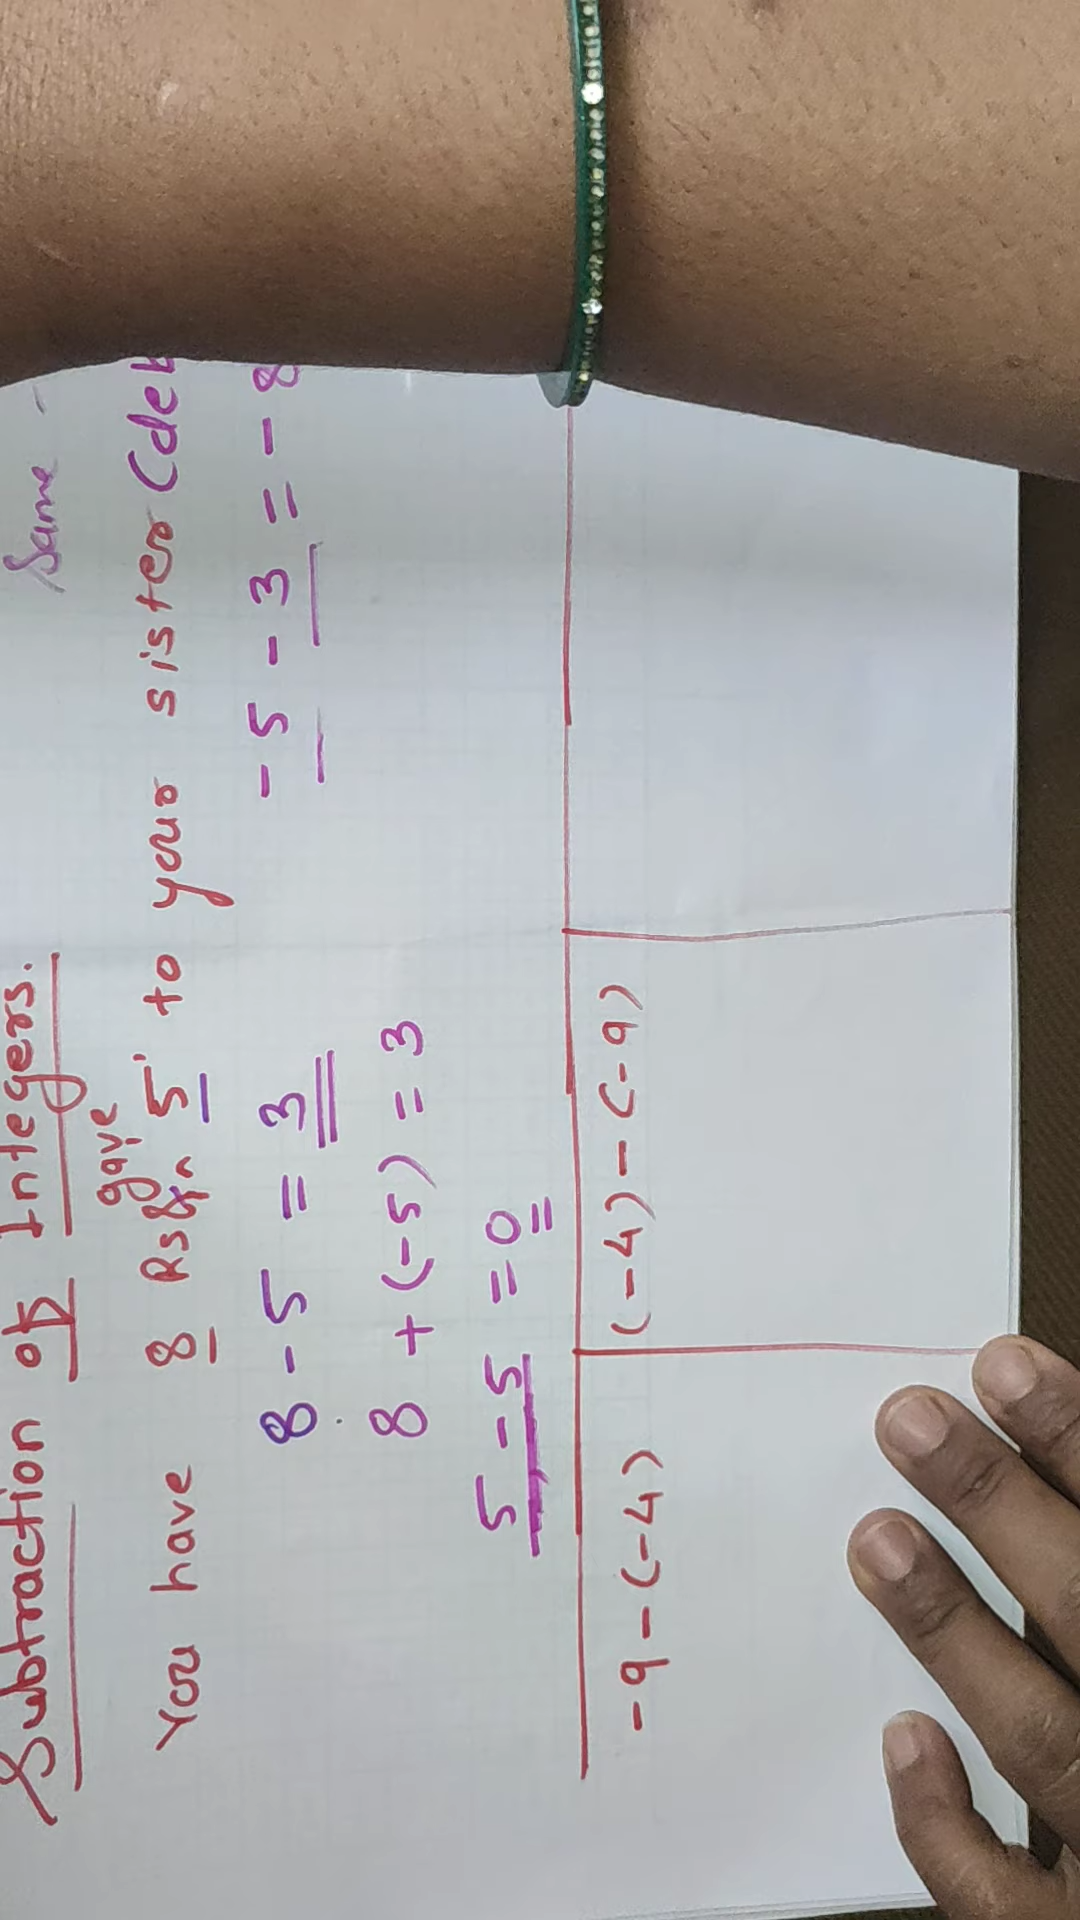 Subtraction of Integers. Same -
gave
You have 8 Rs & 5 to your sister (deb
8 - 5 = 3 - 5 - 3 = - 8
8 + (-5) = 3
5 - 5 = 0
- 9 - (-4) (-4) - (-9)